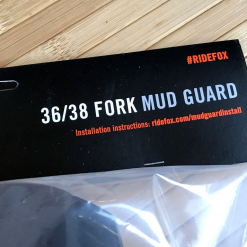 #RIDEFOX
36/38 FORK MUD GUARD
Installation instructions: ridefox.com/mudguardinstall